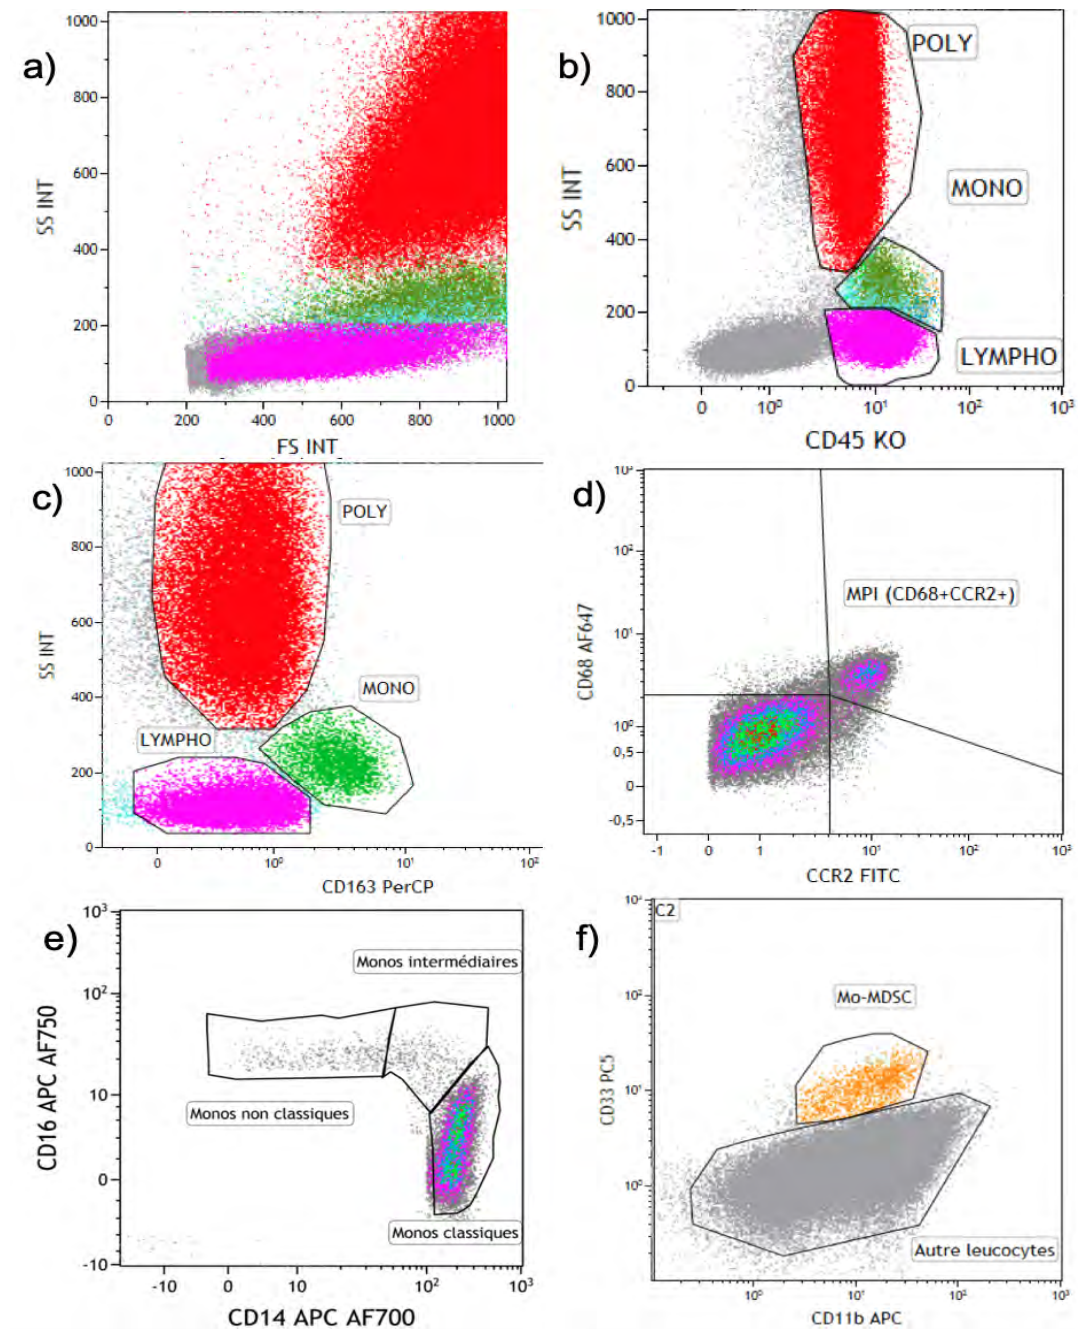 a)
1000
800
600
400
200
0
SS INT
0 200 400 600 800 1000
FS INT
b)
1000
800
600
400
200
0
SS INT
POLY
MONO
LYMPHO
0 10⁰ 10¹ 10² 10³
CD45 KO
c)
1000
800
600
400
200
0
SS INT
POLY
MONO
LYMPHO
0 10⁰ 10¹ 10²
CD163 PerCP
d)
10³
10²
10¹
10⁰
0,5
0
-0,5
CD68 AF647
MPI (CD68+CCR2+)
-1 0 1 10¹ 10² 10³
CCR2 FITC
e)
10³
10²
10
0
-10
CD16 APC AF750
Monos intermédiaires
Monos non classiques
Monos classiques
-10 0 10 10² 10³
CD14 APC AF700
f)
C2
10³
10²
10¹
10⁰
CD33 PC5
Mo-MDSC
Autre leucocytes
10⁰ 10¹ 10² 10³
CD11b APC